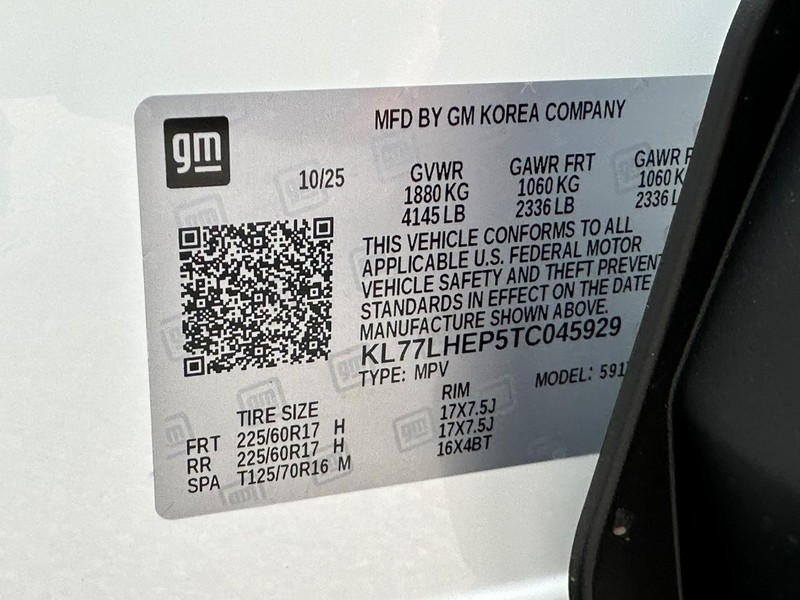 gm
MFD BY GM KOREA COMPANY
10/25
GVWR
1880 KG
4145 LB
GAWR FRT
1060 KG
2336 LB
GAWR
1060
2336
THIS VEHICLE CONFORMS TO ALL
APPLICABLE U.S. FEDERAL MOTOR
VEHICLE SAFETY AND THEFT
STANDARDS IN EFFECT ON THE DATE
MANUFACTURE SHOWN ABOVE.
KL77LHEP5TC045929
TYPE: MPV
MODEL:
TIRE SIZE RIM
FRT 225/60R17 H 17X7.5J
RR 225/60R17 H 17X7.5J
SPA T125/70R16 M 16X4BT